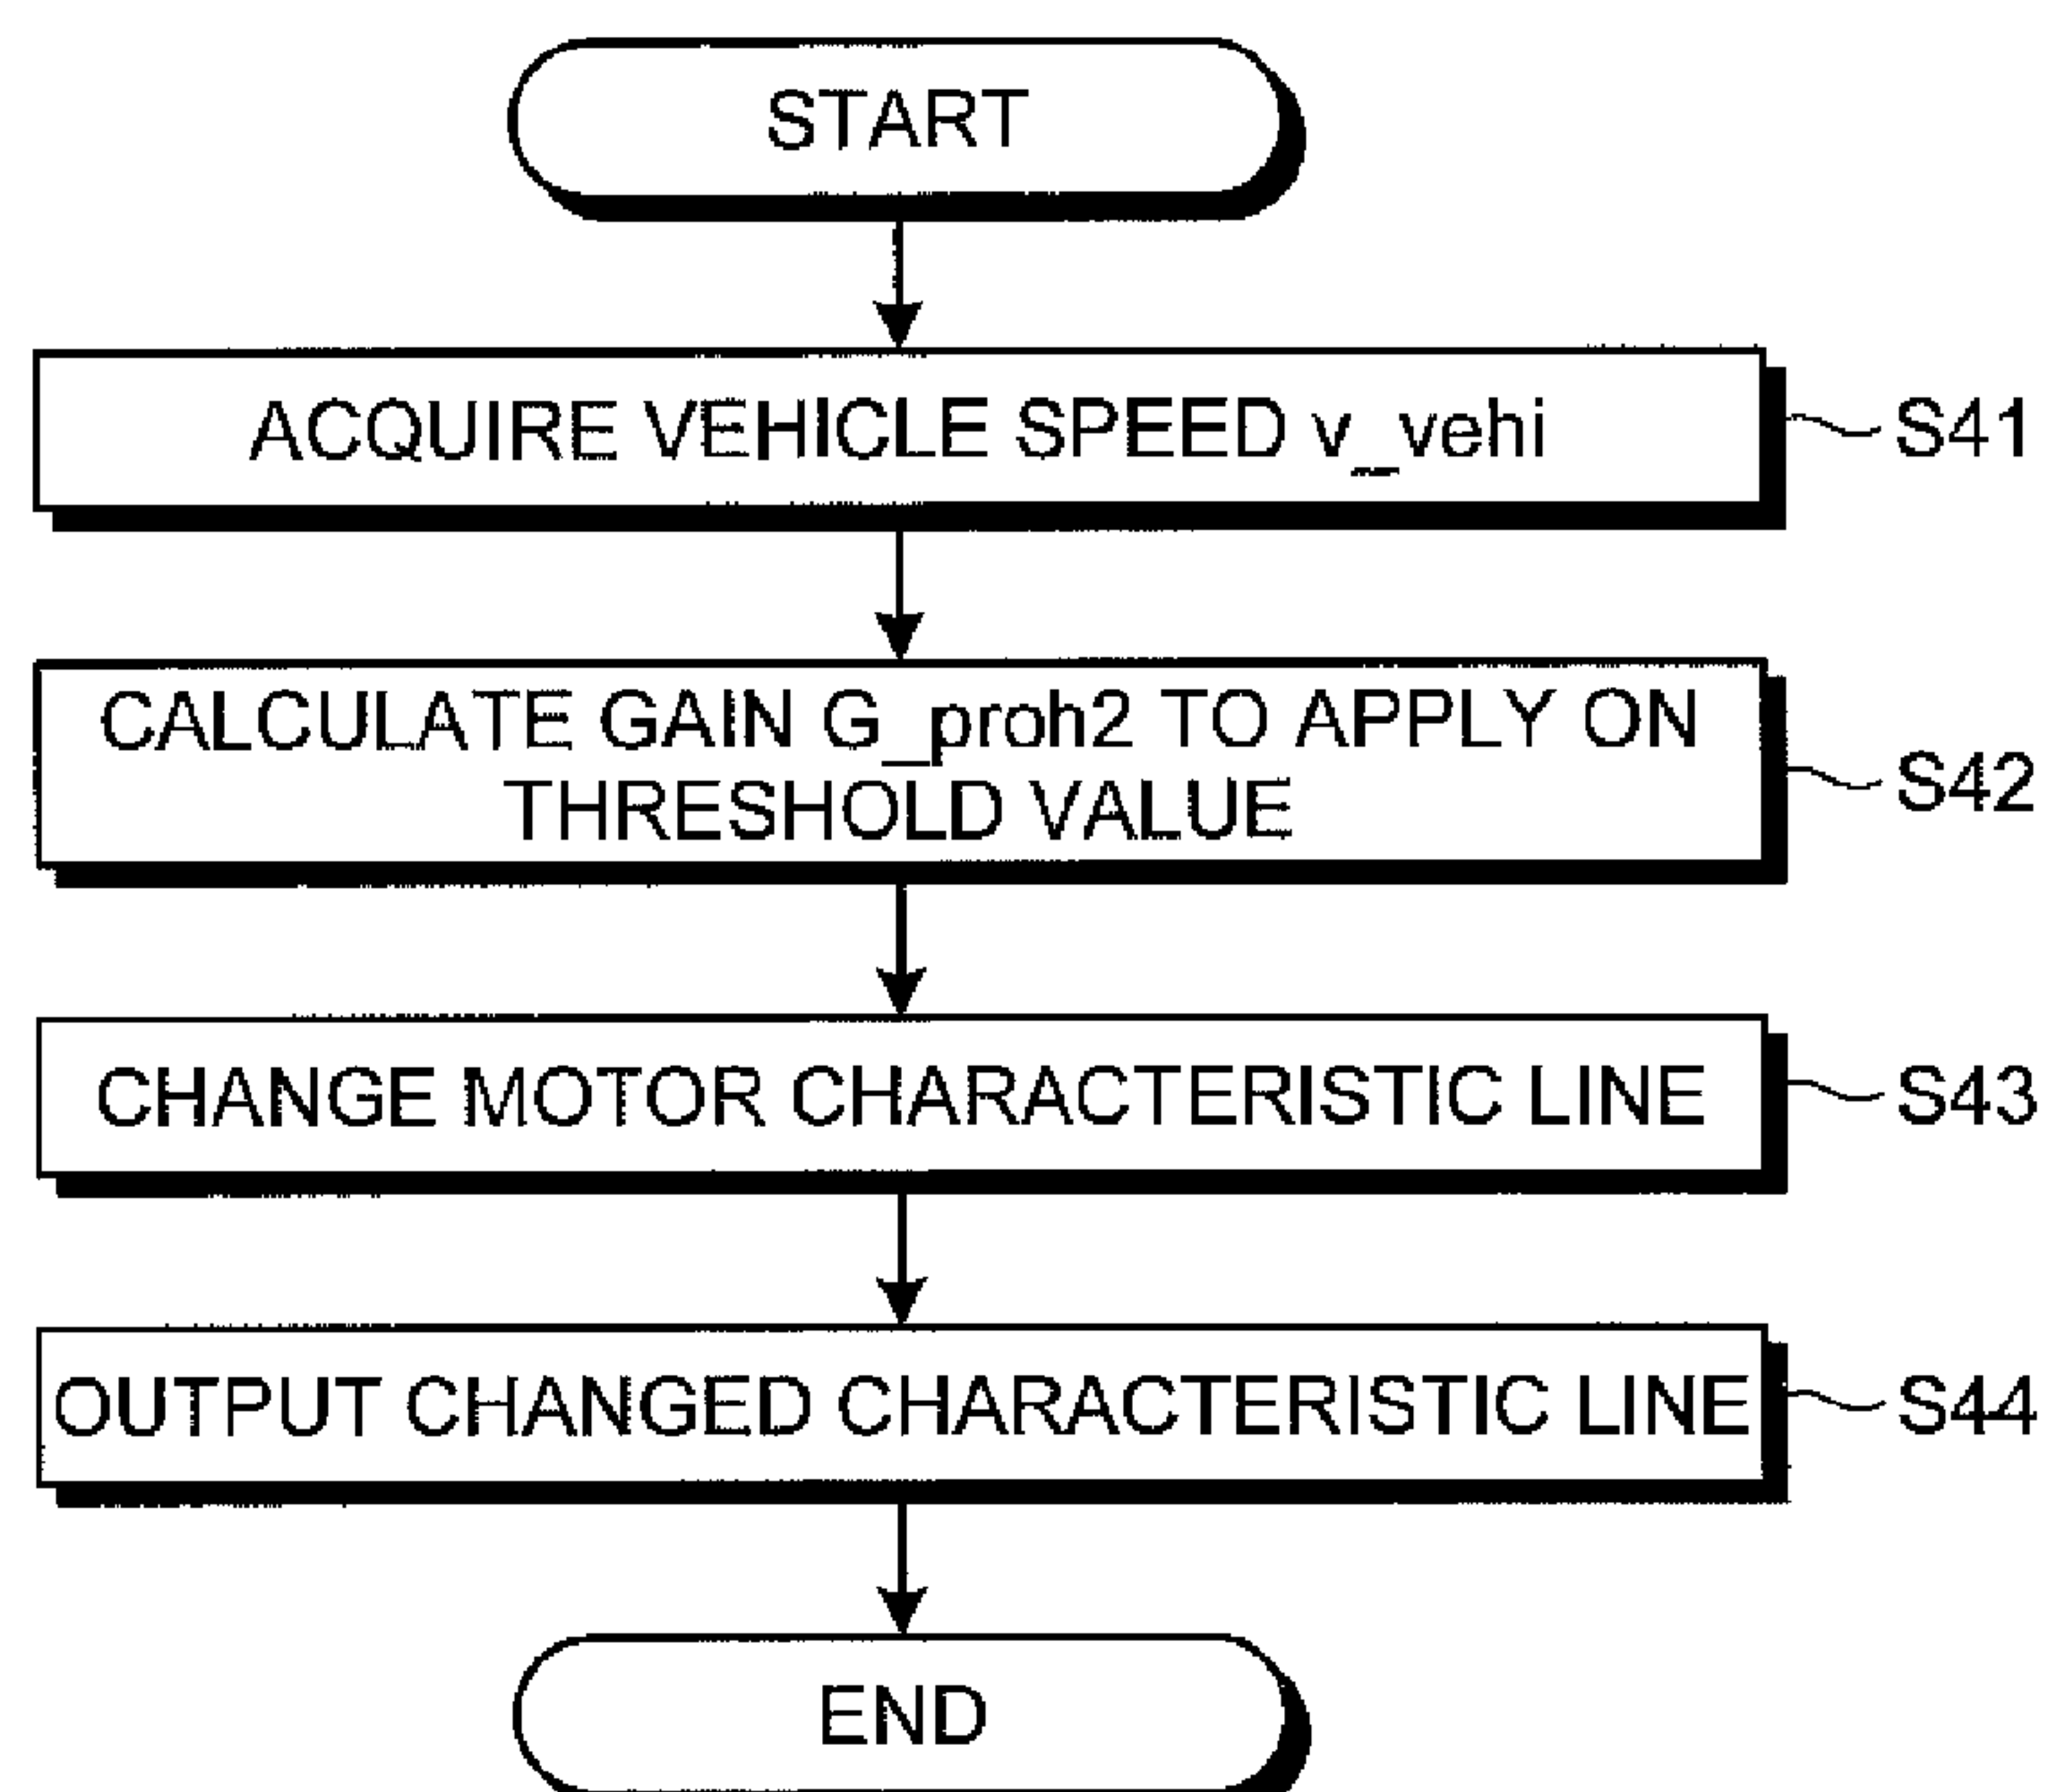 START
ACQUIRE VEHICLE SPEED v_vehi
S41
CALCULATE GAIN G_proh2 TO APPLY ON
THRESHOLD VALUE
S42
CHANGE MOTOR CHARACTERISTIC LINE
S43
OUTPUT CHANGED CHARACTERISTIC LINE
S44
END